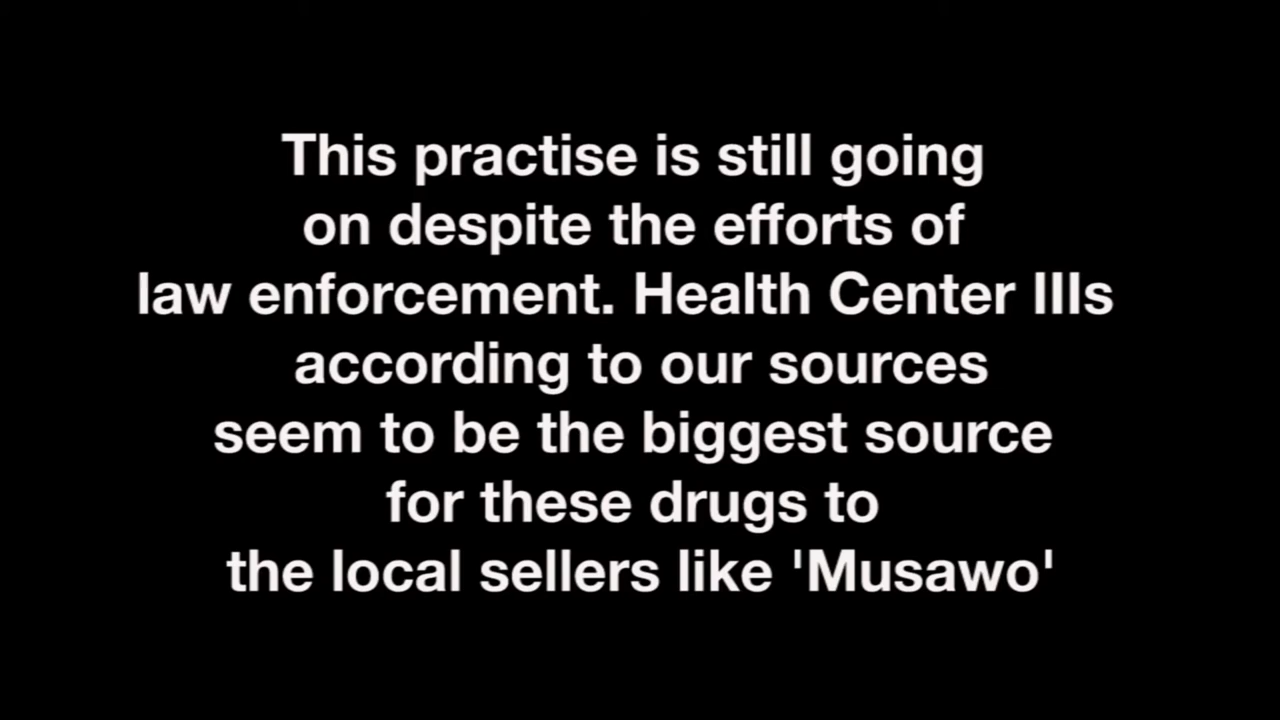 This practise is still going
on despite the efforts of
law enforcement. Health Center IIIs
according to our sources
seem to be the biggest source
for these drugs to
the local sellers like 'Musawo'